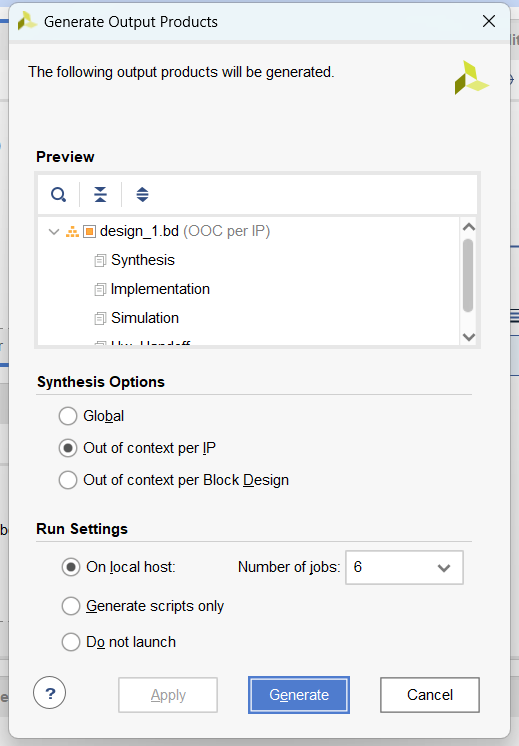 Generate Output Products
The following output products will be generated.
Preview
design_1.bd (OOC per IP)
Synthesis
Implementation
Simulation
Hw_Handoff
Synthesis Options
Global
Out of context per IP
Out of context per Block Design
Run Settings
On local host: Number of jobs: 6
Generate scripts only
Do not launch
? Apply Generate Cancel